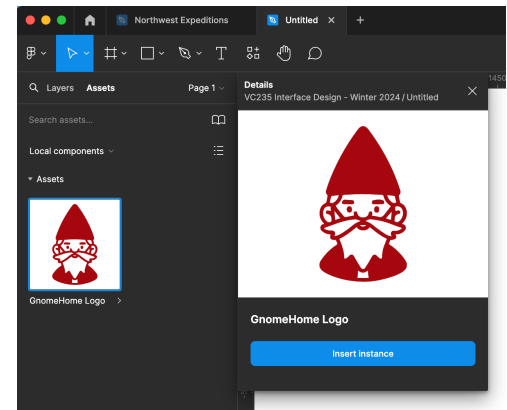 Northwest Expeditions
Untitled
Layers Assets Page 1
Details
VC235 Interface Design - Winter 2024 / Untitled
1450
Search assets...
Local components
Assets
GnomeHome Logo
GnomeHome Logo
Insert instance